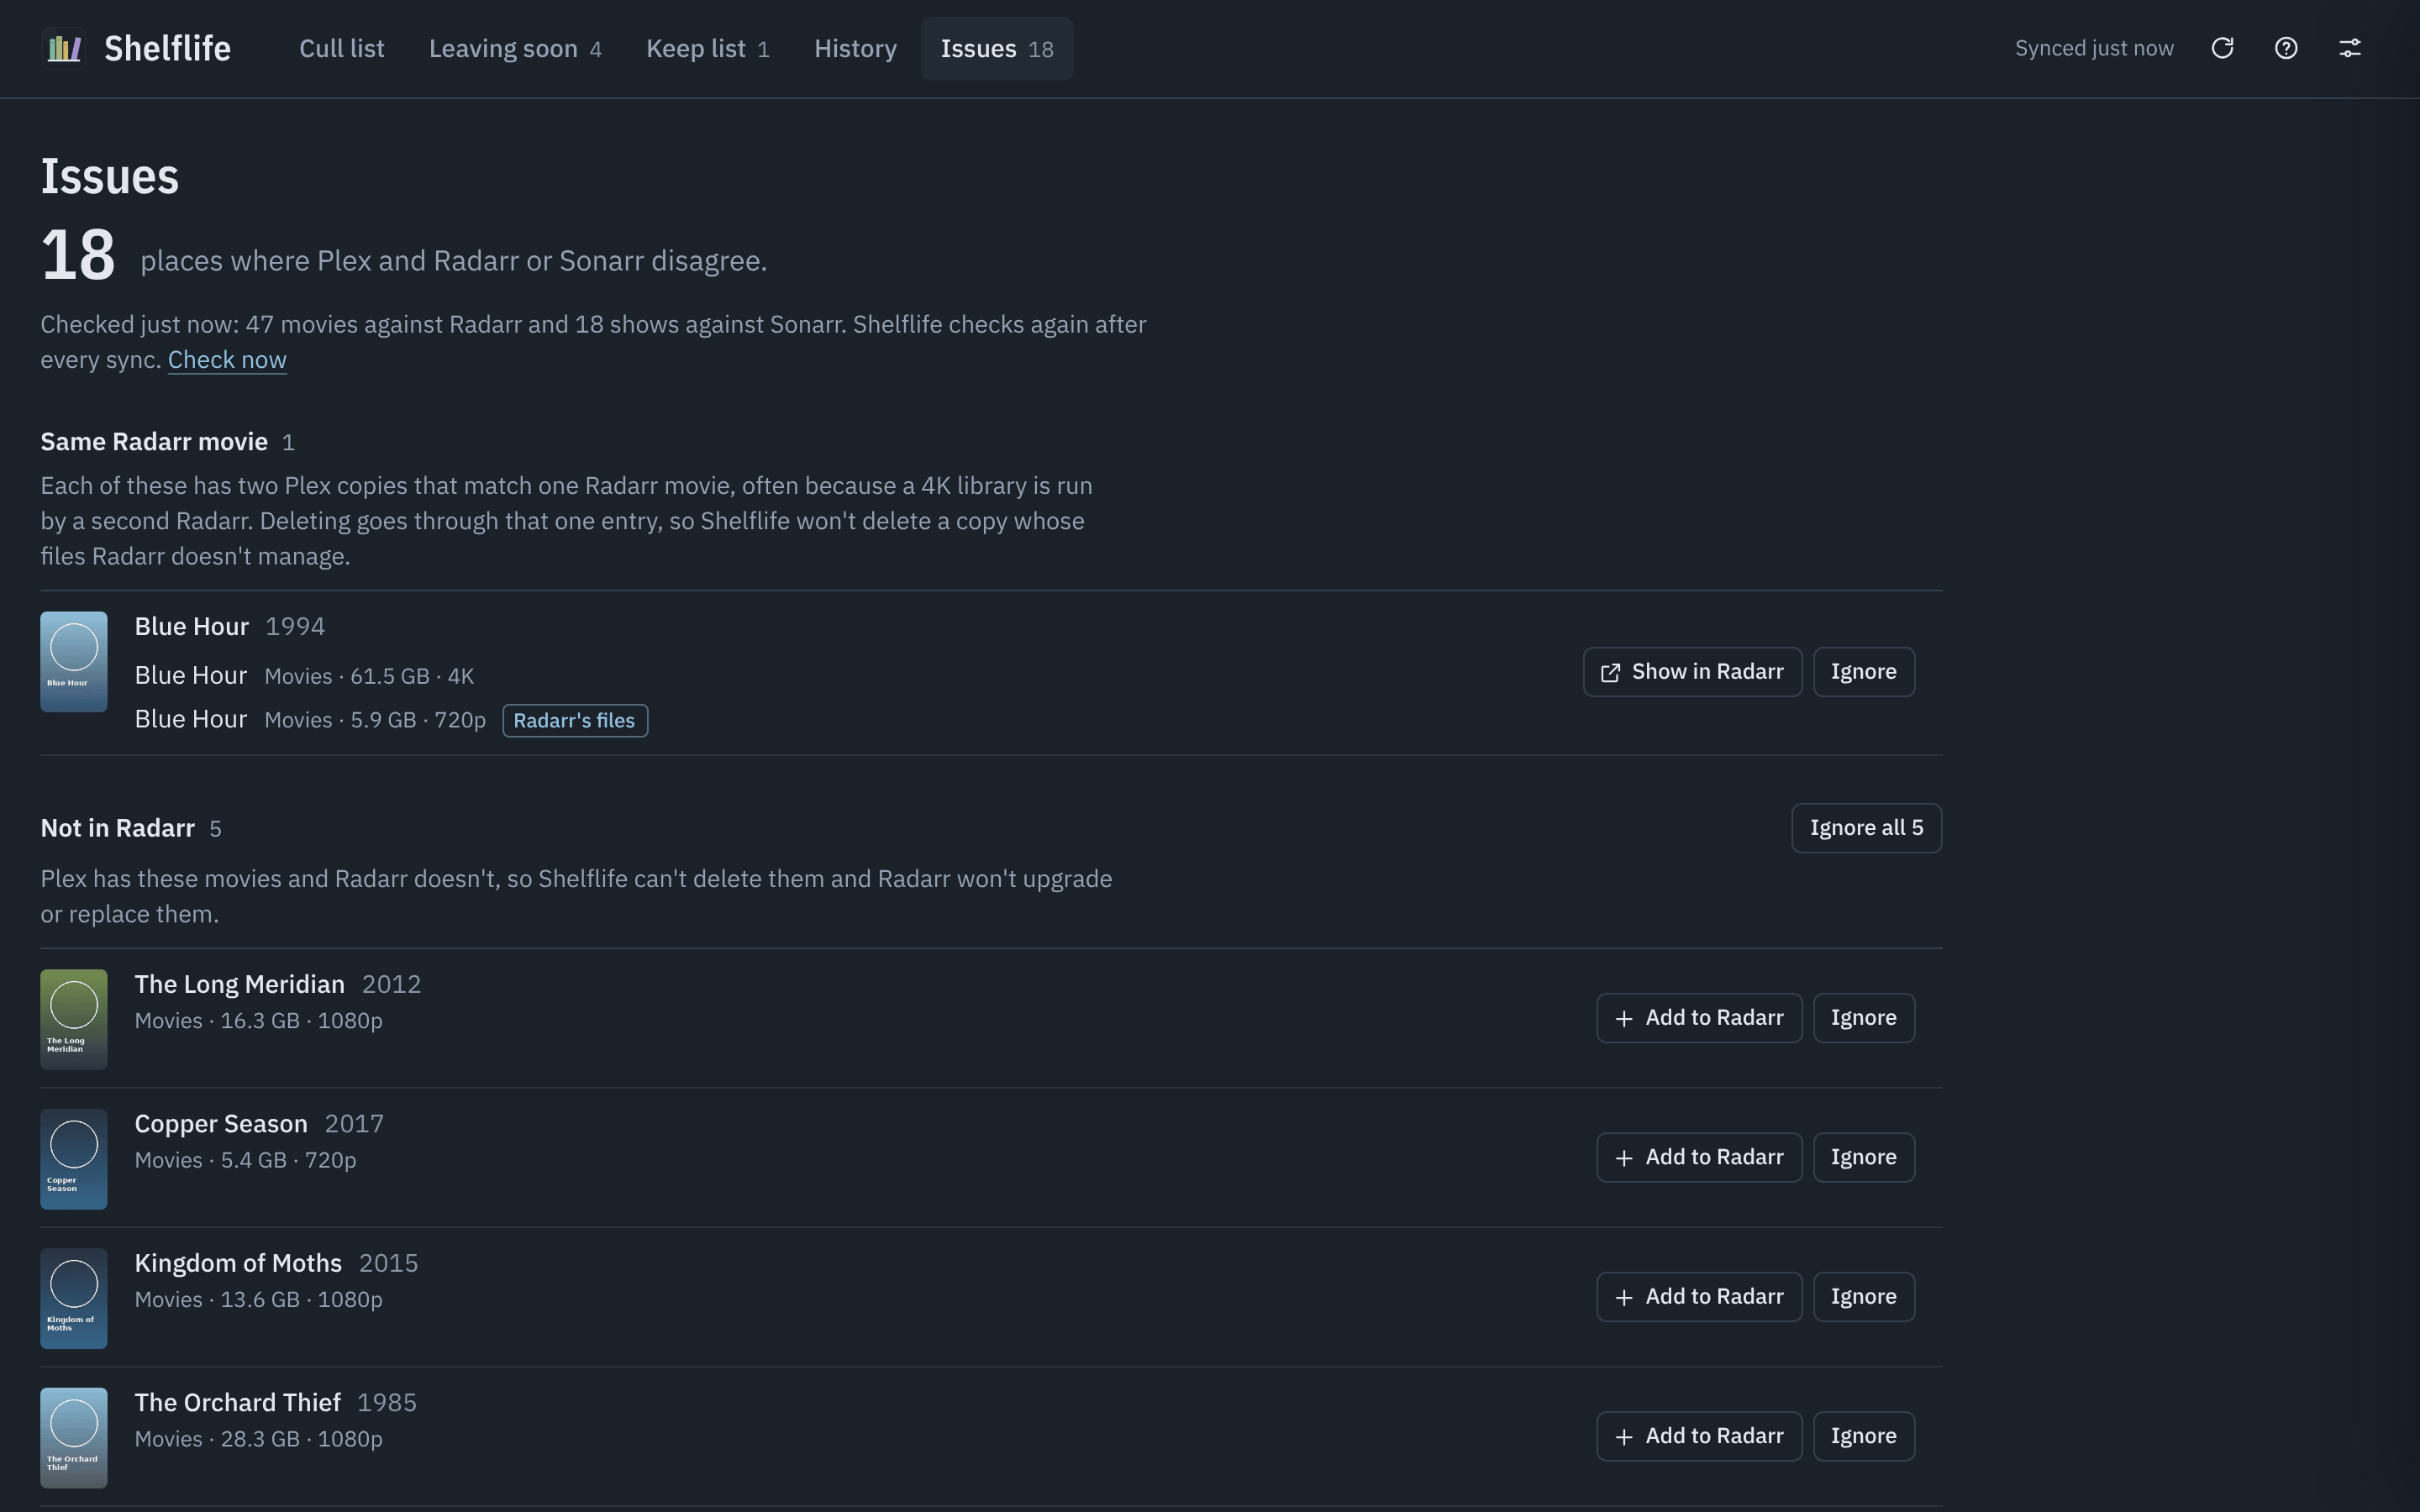 Shelflife
Cull list
Leaving soon 4
Keep list 1
History
Issues 18
Synced just now
Issues
18 places where Plex and Radarr or Sonarr disagree.
Checked just now: 47 movies against Radarr and 18 shows against Sonarr. Shelflife checks again after
every sync. Check now
Same Radarr movie 1
Each of these has two Plex copies that match one Radarr movie, often because a 4K library is run
by a second Radarr. Deleting goes through that one entry, so Shelflife won't delete a copy whose
files Radarr doesn't manage.
Blue Hour
Blue Hour 1994
Blue Hour Movies · 61.5 GB · 4K
Blue Hour Movies · 5.9 GB · 720p Radarr's files
Show in Radarr
Ignore
Not in Radarr 5
Ignore all 5
Plex has these movies and Radarr doesn't, so Shelflife can't delete them and Radarr won't upgrade
or replace them.
The Long
Meridian
The Long Meridian 2012
Movies · 16.3 GB · 1080p
Add to Radarr
Ignore
Copper
Season
Copper Season 2017
Movies · 5.4 GB · 720p
Add to Radarr
Ignore
Kingdom of
Moths
Kingdom of Moths 2015
Movies · 13.6 GB · 1080p
Add to Radarr
Ignore
The Orchard
Thief
The Orchard Thief 1985
Movies · 28.3 GB · 1080p
Add to Radarr
Ignore